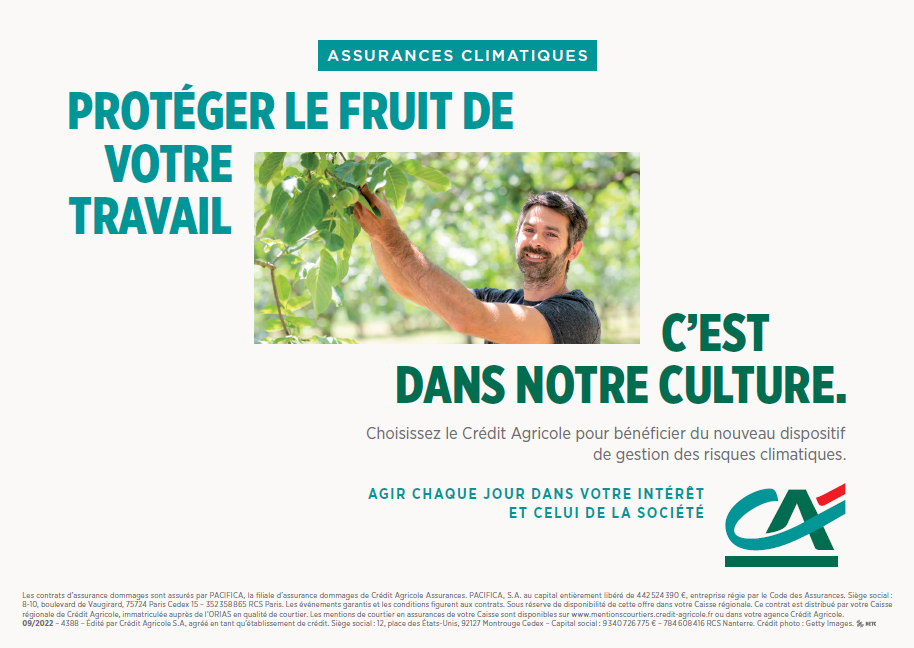 ASSURANCES CLIMATIQUES
PROTÉGER LE FRUIT DE
VOTRE
TRAVAIL
C’EST
DANS NOTRE CULTURE.
Choisissez le Crédit Agricole pour bénéficier du nouveau dispositif
de gestion des risques climatiques.
AGIR CHAQUE JOUR DANS VOTRE INTÉRÊT
ET CELUI DE LA SOCIÉTÉ
CA
Les contrats d’assurance dommages sont assurés par PACIFICA, la filiale d’assurance dommages de Crédit Agricole Assurances. PACIFICA, S.A. au capital entièrement libéré de 442 524 390 €, entreprise régie par le Code des Assurances. Siège social :
8-10, boulevard de Vaugirard, 75724 Paris Cedex 15 – 352 358 865 RCS Paris. Les événements garantis et les conditions figurent aux contrats. Sous réserve de disponibilité de cette offre dans votre Caisse régionale. Ce contrat est distribué par votre Caisse
régionale de Crédit Agricole, immatriculée auprès de l’ORIAS en qualité de courtier. Les mentions de courtier en assurances de votre Caisse sont disponibles sur www.mentionscourtiers.credit-agricole.fr ou dans votre agence Crédit Agricole.
09/2022 – 4388 – Édité par Crédit Agricole S.A, agréé en tant qu’établissement de crédit. Siège social : 12, place des États-Unis, 92127 Montrouge Cedex – Capital social : 9 340 726 775 € – 784 608 416 RCS Nanterre. Crédit photo : Getty Images.